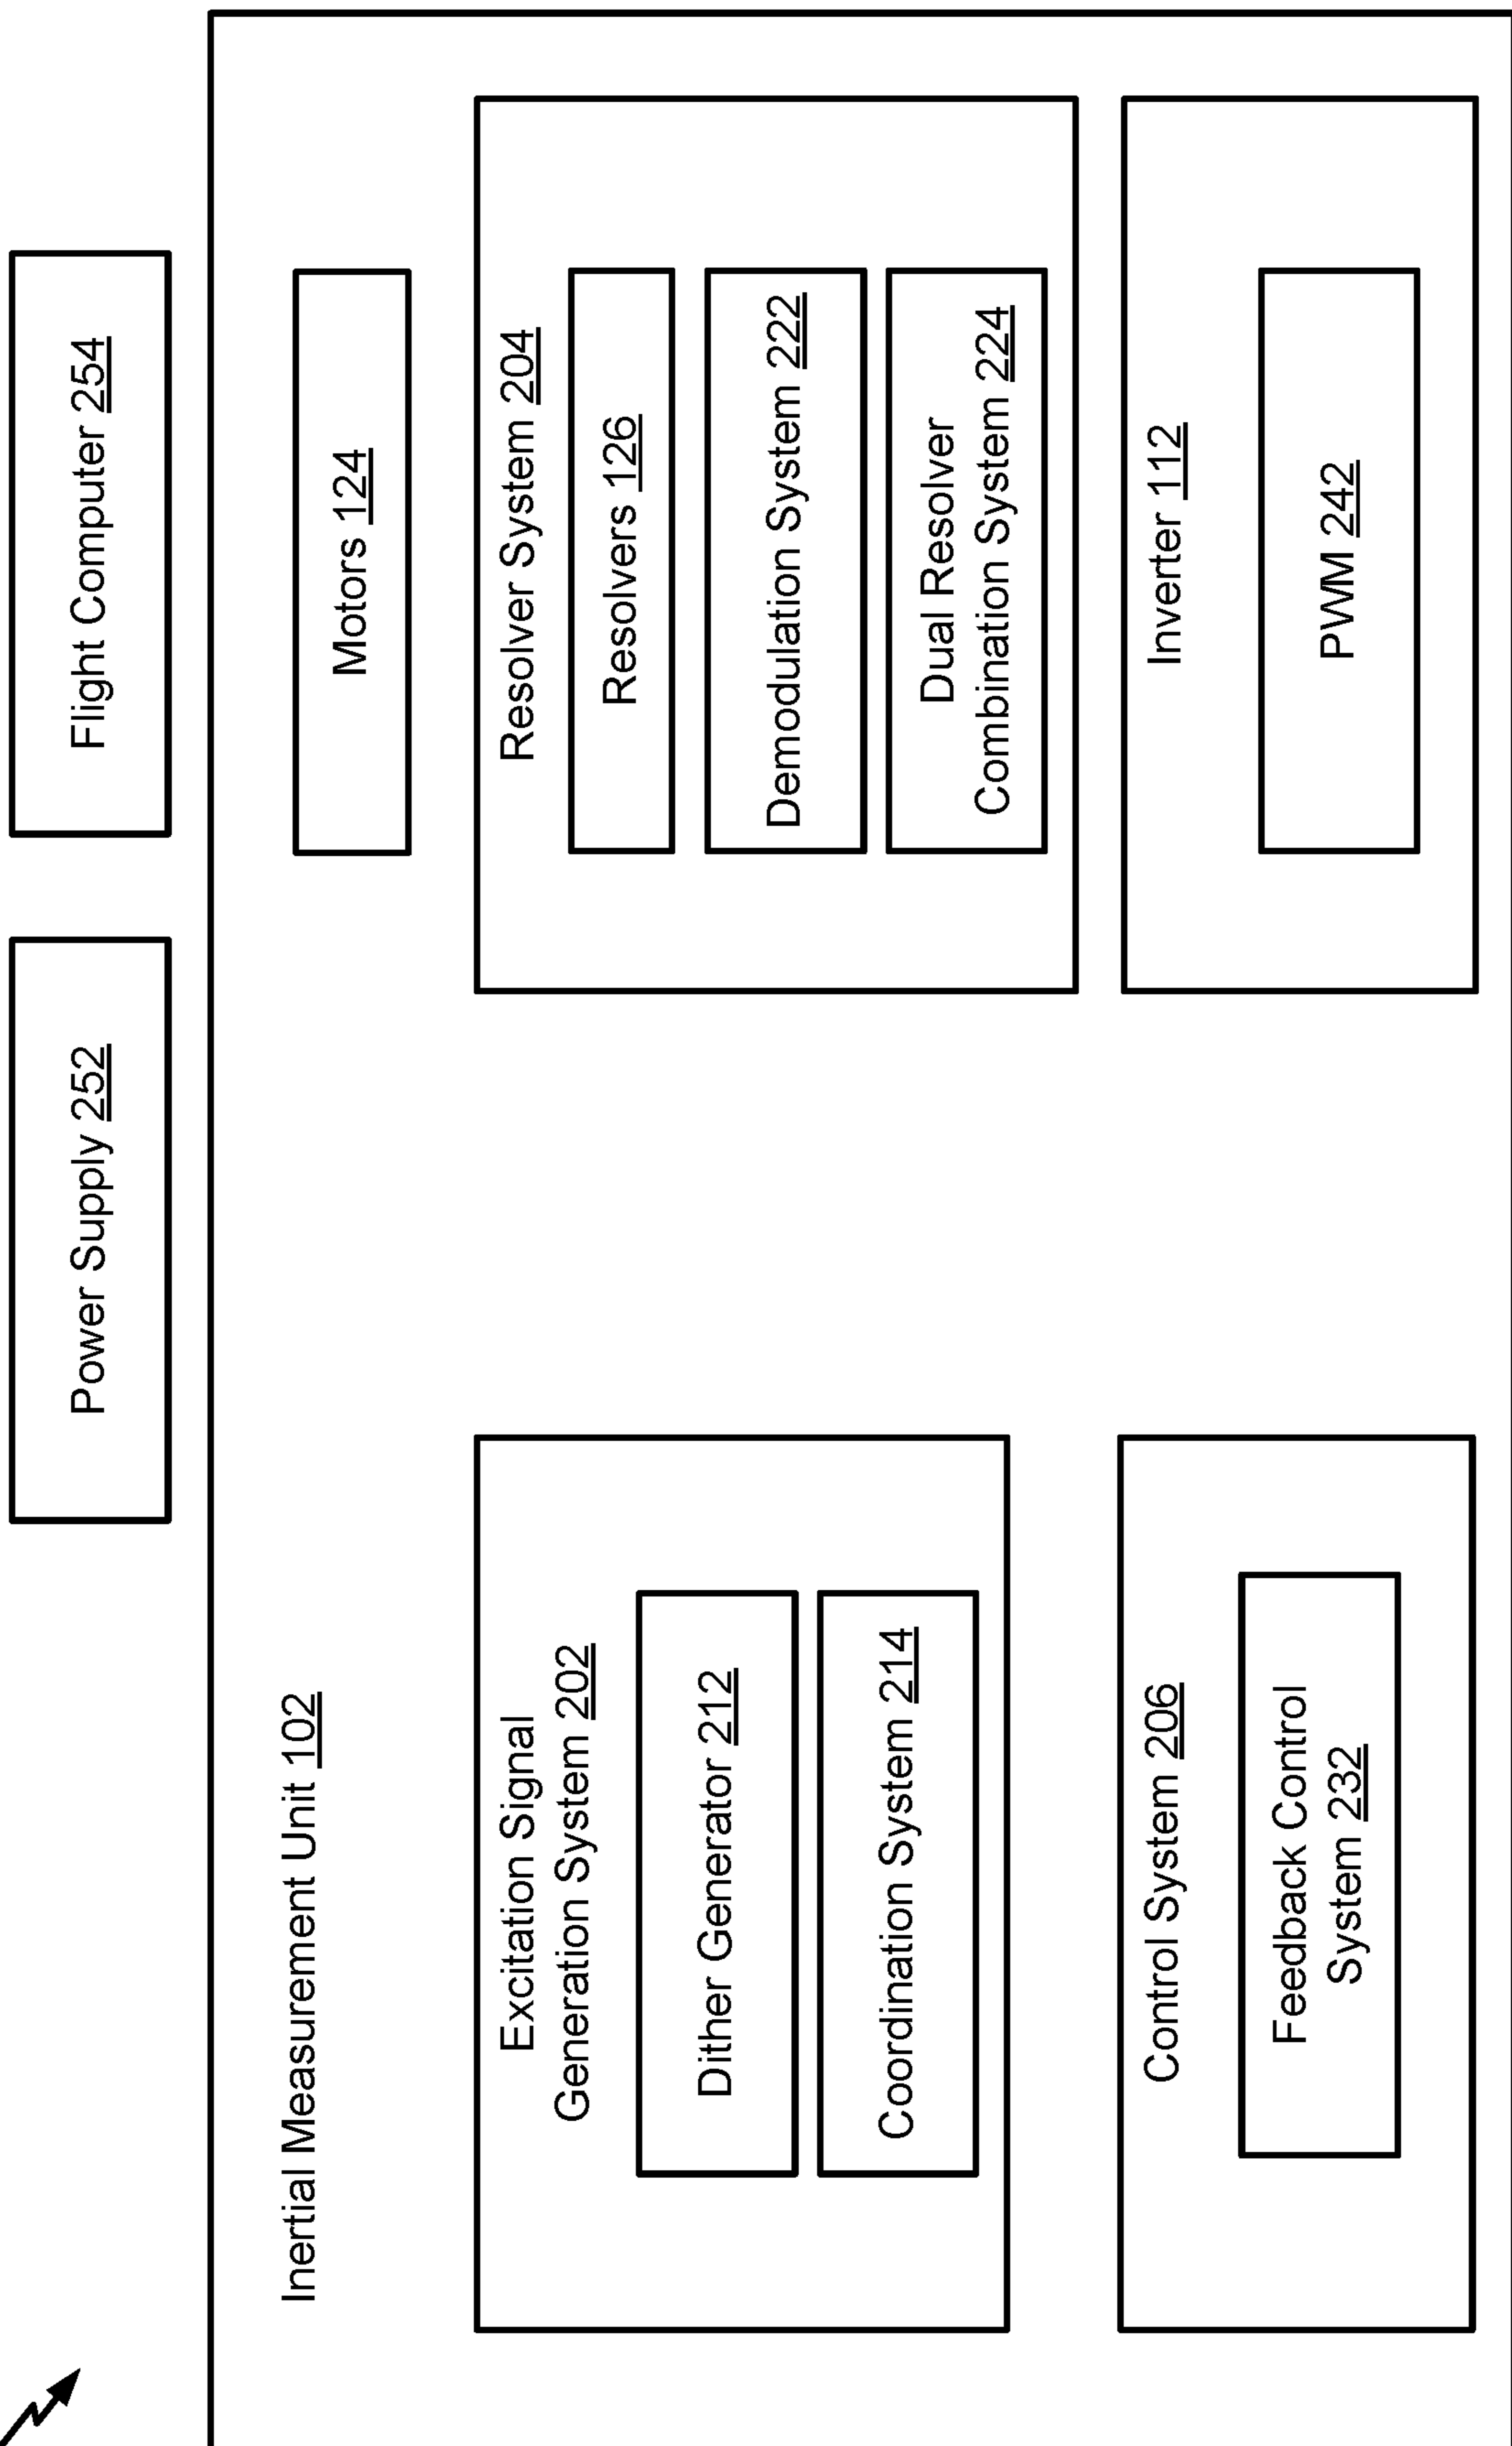 Power Supply 252
Flight Computer 254
Inertial Measurement Unit 102
Motors 124
Excitation Signal
Generation System 202
Dither Generator 212
Coordination System 214
Resolver System 204
Resolvers 126
Demodulation System 222
Dual Resolver
Combination System 224
Control System 206
Feedback Control
System 232
Inverter 112
PWM 242